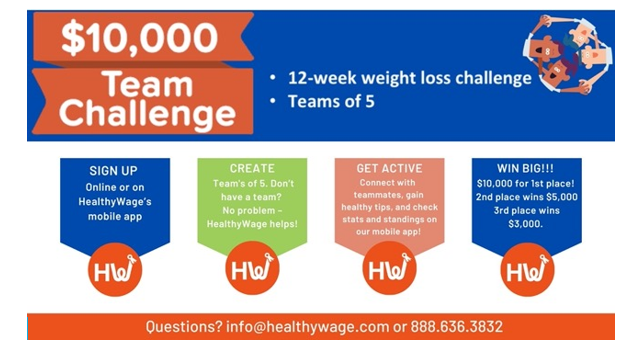 $10,000
Team
Challenge
• 12-week weight loss challenge
• Teams of 5
SIGN UP
Online or on
HealthyWage's
mobile app
HW
CREATE
Team's of 5. Don't
have a team?
No problem –
HealthyWage helps!
HW
GET ACTIVE
Connect with
teammates, gain
healthy tips, and check
stats and standings on
our mobile app!
HW
WIN BIG!!!
$10,000 for 1st place!
2nd place wins $5,000
3rd place wins
$3,000.
HW
Questions? info@healthywage.com or 888.636.3832